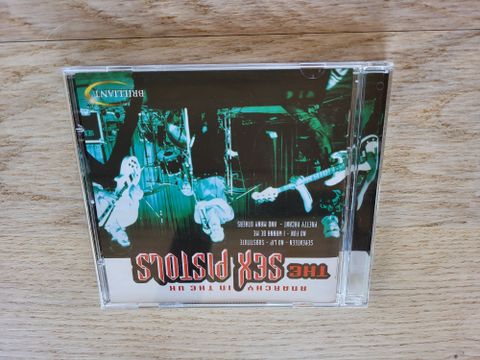 ANARCHY IN THE UK
THE SEX PISTOLS
SEVENTEEN - NO LIP - SUBSTITUTE
NO FUN - I WANNA BE ME
PRETTY VACANT - AND MANY OTHERS
BRILLIANT